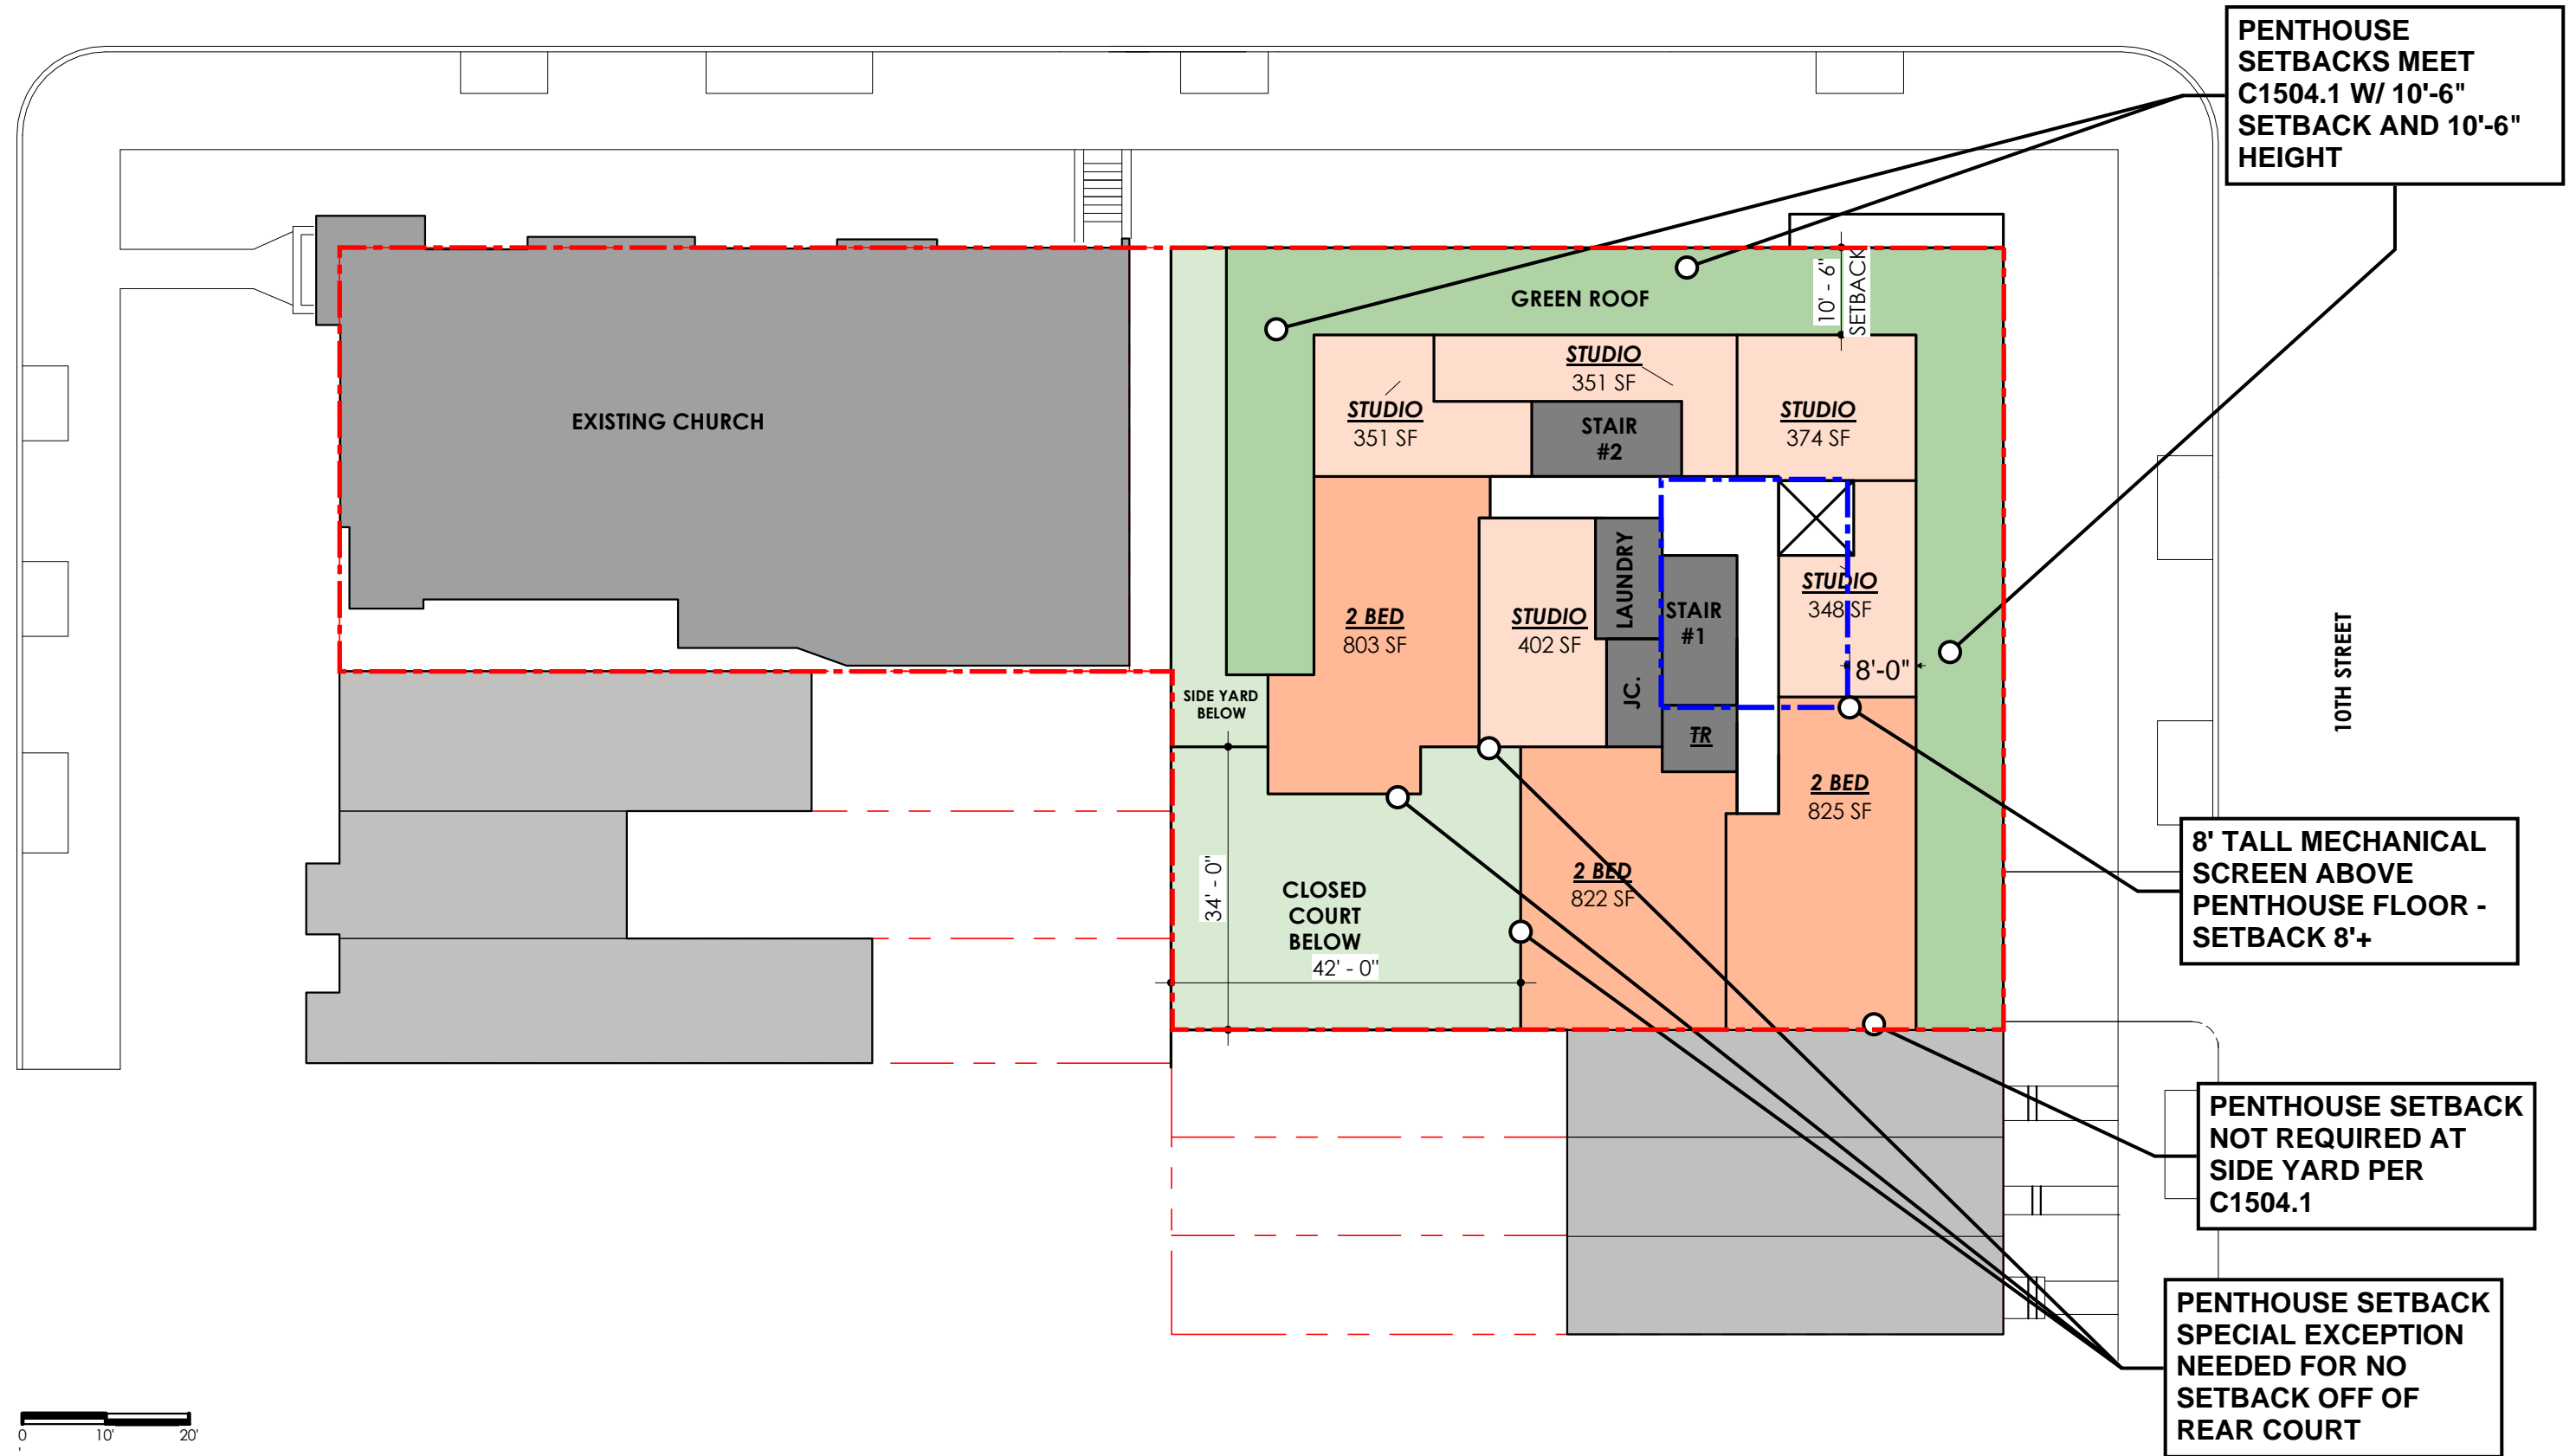 PENTHOUSE
SETBACKS MEET
C1504.1 W/ 10'-6"
SETBACK AND 10'-6"
HEIGHT
10' - 6"
SETBACK
GREEN ROOF
STUDIO
351 SF
STUDIO
351 SF
STUDIO
374 SF
EXISTING CHURCH
STAIR
#2
LAUNDRY
STUDIO
348 SF
2 BED
803 SF
STUDIO
402 SF
STAIR
#1
8'-0"
10TH STREET
JC.
SIDE YARD
BELOW
TR
2 BED
825 SF
8' TALL MECHANICAL
SCREEN ABOVE
PENTHOUSE FLOOR -
SETBACK 8'+
34' - 0"
CLOSED
COURT
BELOW
42' - 0"
2 BED
822 SF
PENTHOUSE SETBACK
NOT REQUIRED AT
SIDE YARD PER
C1504.1
PENTHOUSE SETBACK
SPECIAL EXCEPTION
NEEDED FOR NO
SETBACK OFF OF
REAR COURT
0 10' 20'